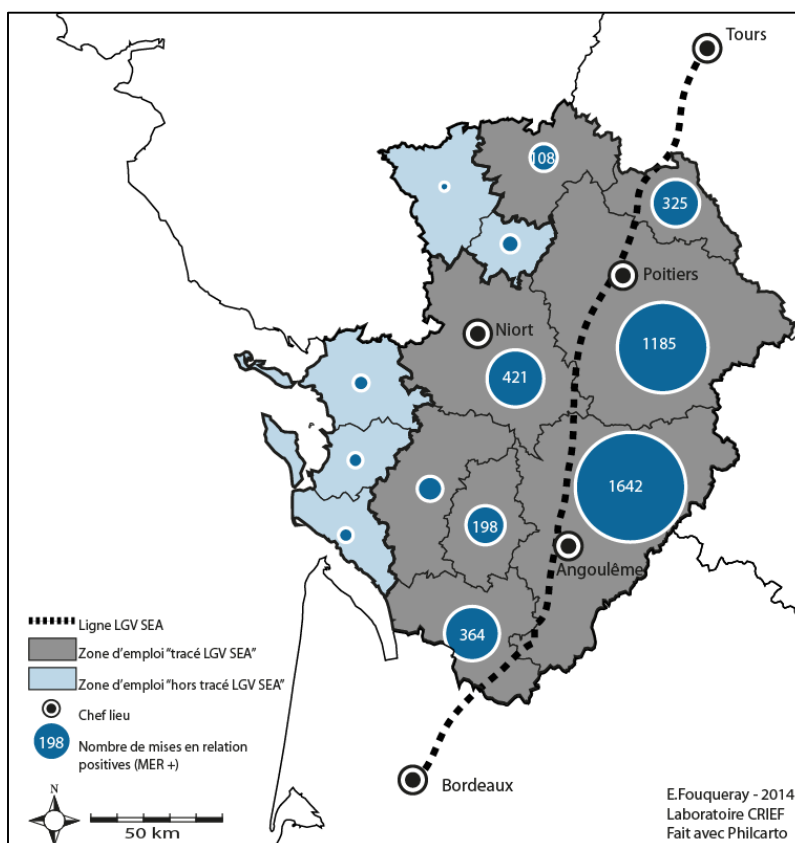 Tours
108
325
Poitiers
Niort
1185
421
1642
198
Angoulême
364
Ligne LGV SEA
Zone d'emploi "tracé LGV SEA"
Zone d'emploi "hors tracé LGV SEA"
Chef lieu
198
Nombre de mises en relation
positives (MER +)
Bordeaux
N
50 km
E.Fouqueray - 2014
Laboratoire CRIEF
Fait avec Philcarto